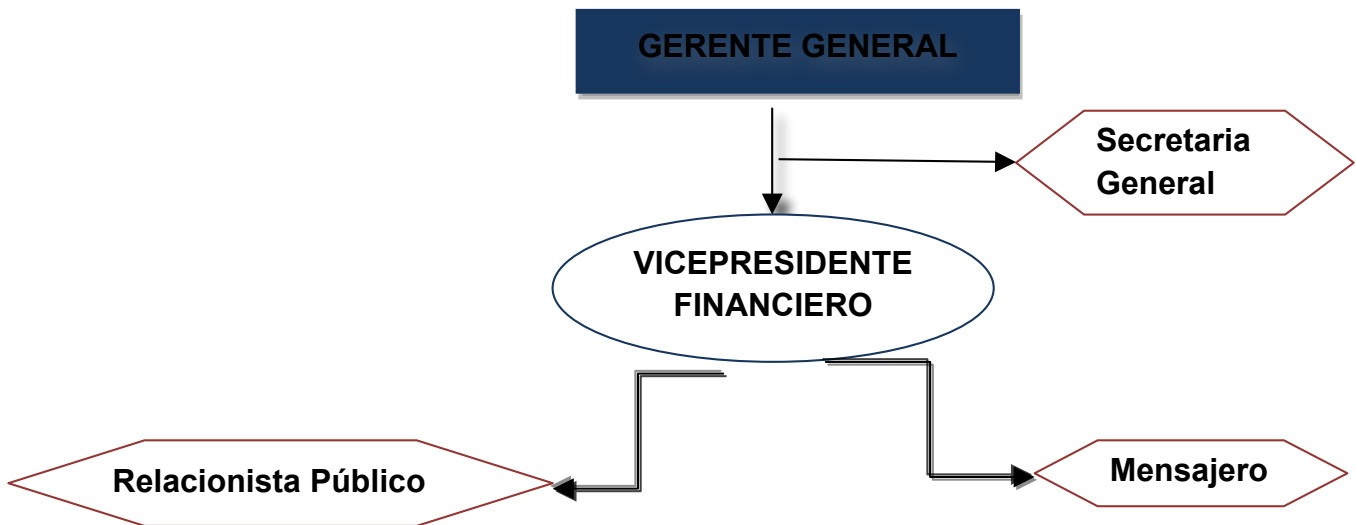 GERENTE GENERAL
Secretaria
General
VICEPRESIDENTE
FINANCIERO
Relacionista Público
Mensajero